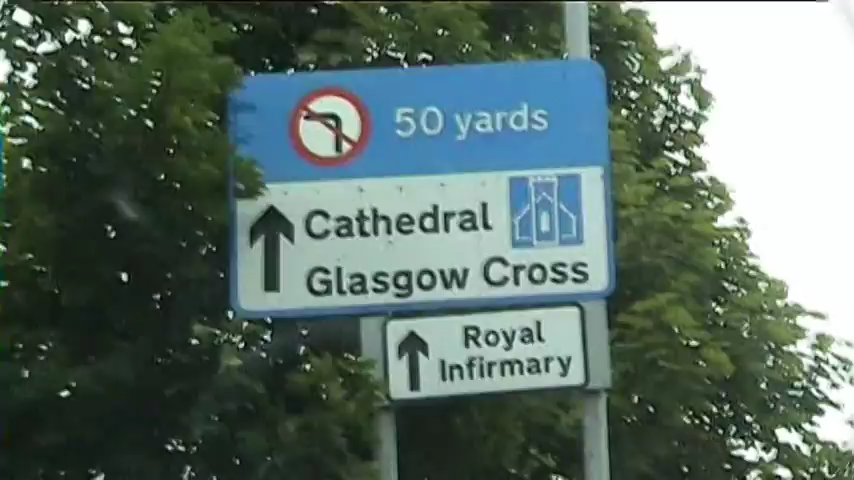 50 yards
Cathedral
Glasgow Cross
Royal
Infirmary